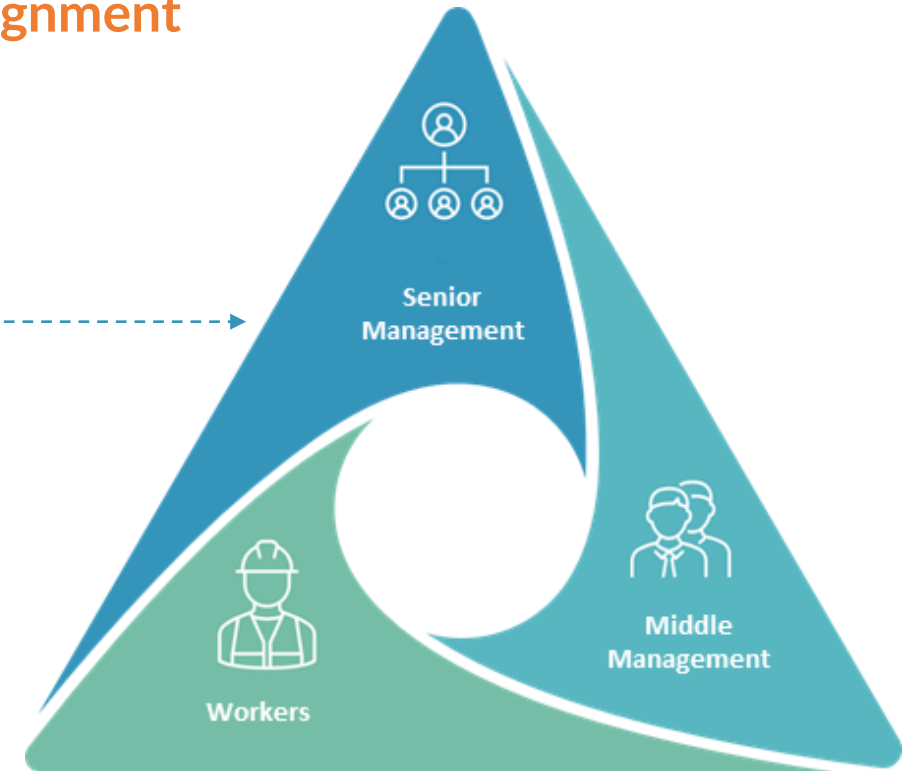 gnment
Senior
Management
Middle
Management
Workers